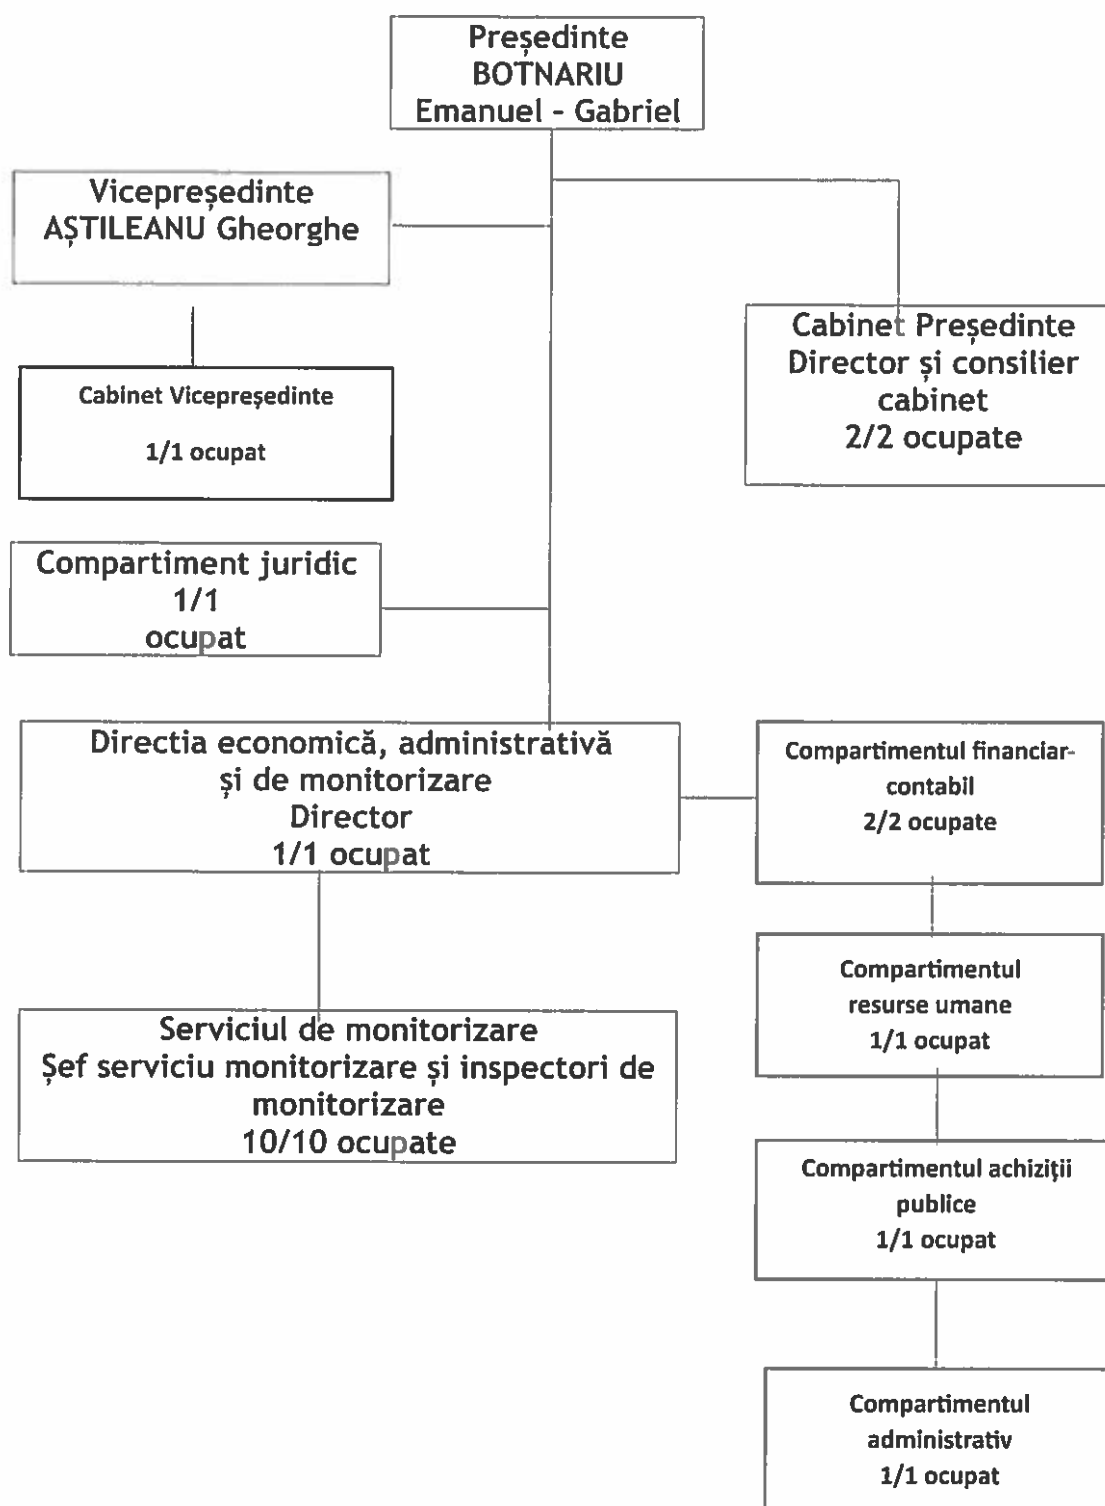 Președinte
BOTNARIU
Emanuel - Gabriel
Vicepreședinte
AȘTILEANU Gheorghe
Cabinet Președinte
Director și consilier
cabinet
2/2 ocupate
Cabinet Vicepreședinte
1/1 ocupat
Compartiment juridic
1/1
ocupat
Directia economică, administrativă
și de monitorizare
Director
1/1 ocupat
Compartimentul financiar-
contabil
2/2 ocupate
Compartimentul
resurse umane
1/1 ocupat
Serviciul de monitorizare
Șef serviciu monitorizare și inspectori de
monitorizare
10/10 ocupate
Compartimentul achiziții
publice
1/1 ocupat
Compartimentul
administrativ
1/1 ocupat